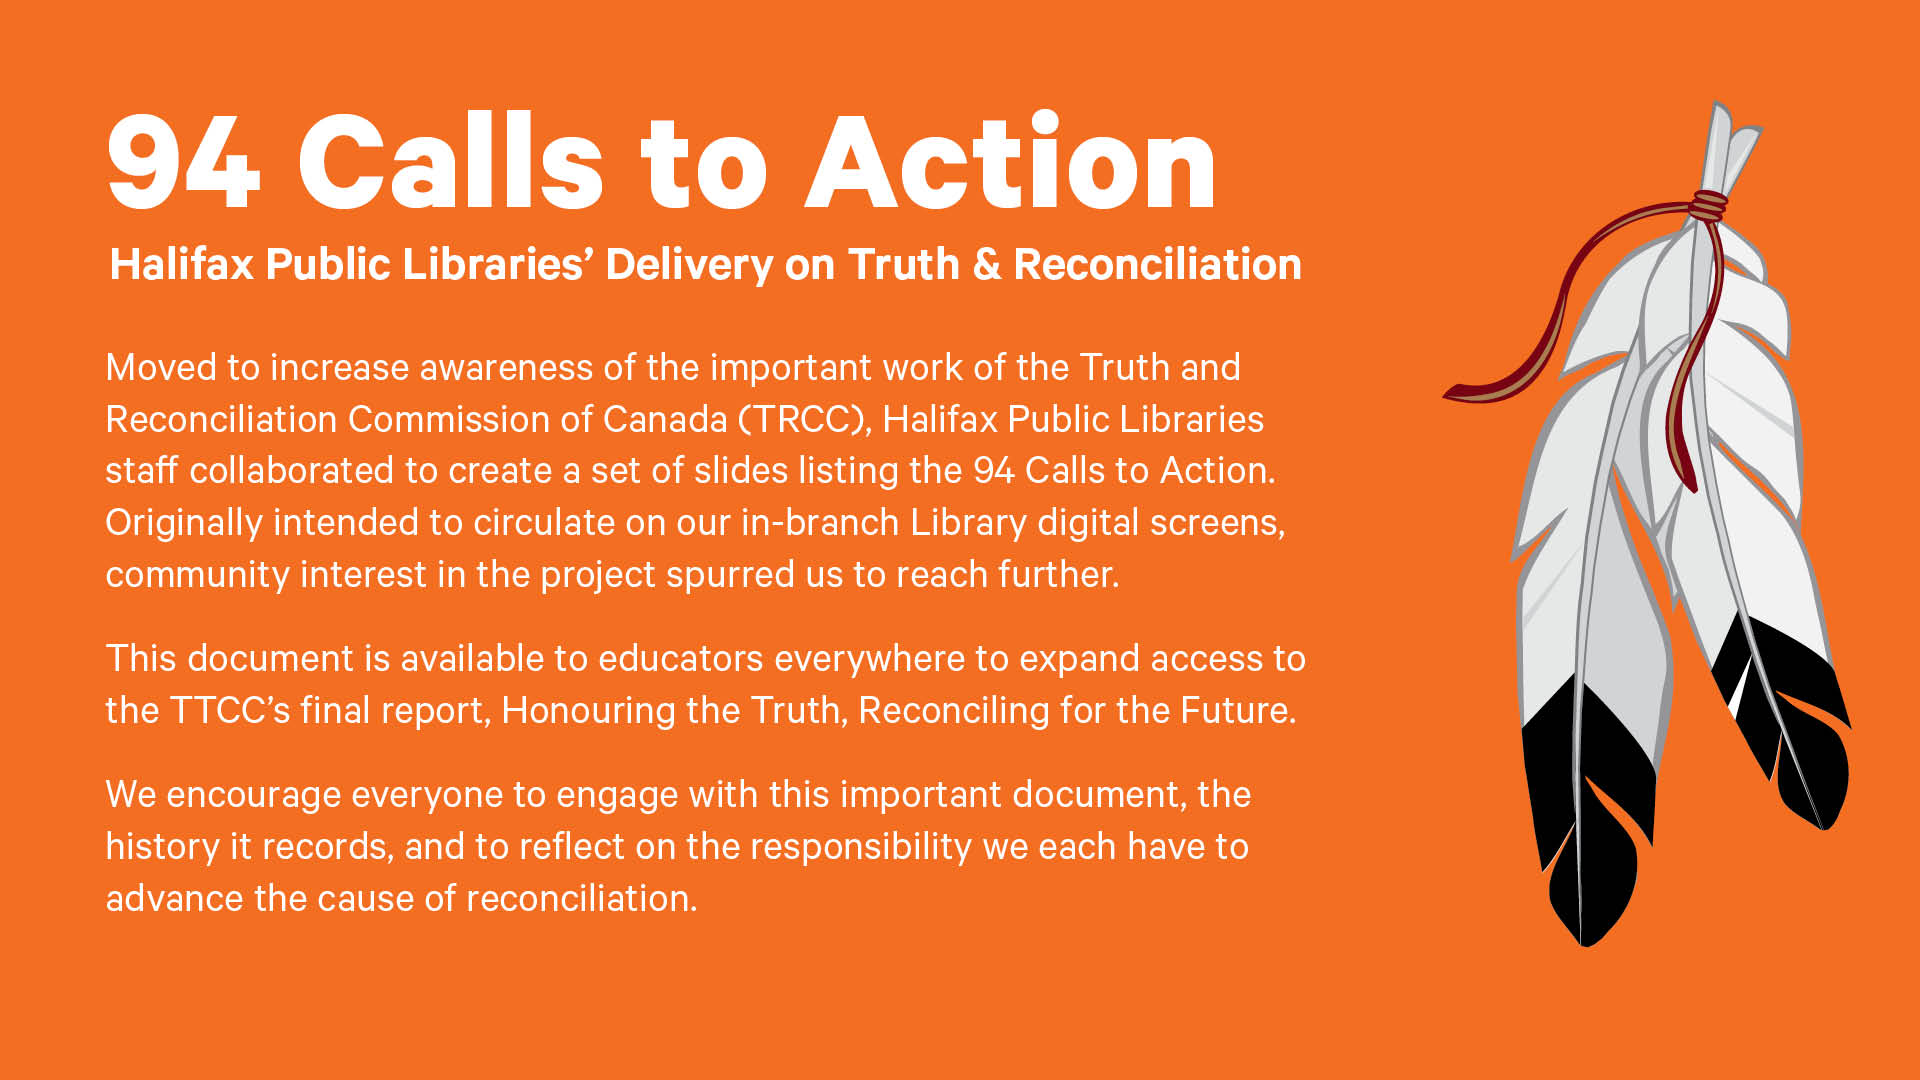 94 Calls to Action
Halifax Public Libraries’ Delivery on Truth & Reconciliation
Moved to increase awareness of the important work of the Truth and
Reconciliation Commission of Canada (TRCC), Halifax Public Libraries
staff collaborated to create a set of slides listing the 94 Calls to Action.
Originally intended to circulate on our in-branch Library digital screens,
community interest in the project spurred us to reach further.
This document is available to educators everywhere to expand access to
the TTCC’s final report, Honouring the Truth, Reconciling for the Future.
We encourage everyone to engage with this important document, the
history it records, and to reflect on the responsibility we each have to
advance the cause of reconciliation.